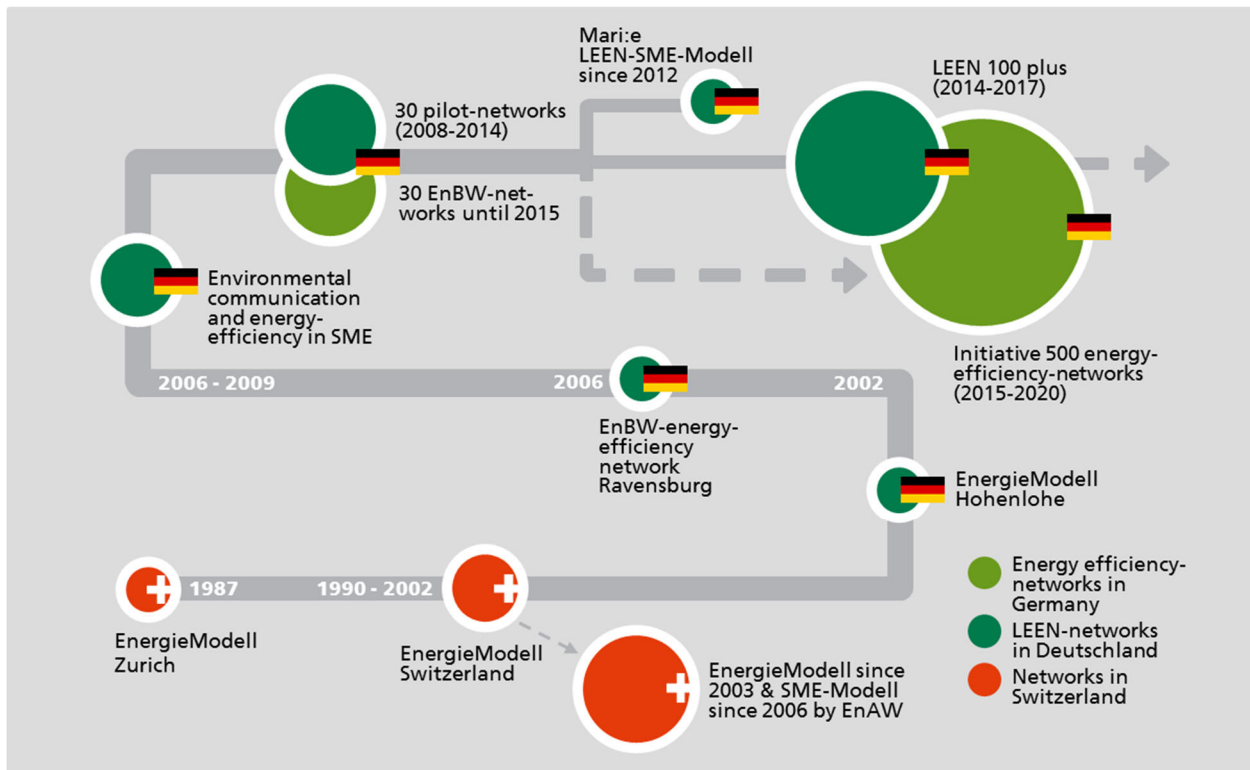 Mari:e
LEEN-SME-Modell
since 2012
LEEN 100 plus
(2014-2017)
30 pilot-networks
(2008-2014)
30 EnBW-net-
works until 2015
Environmental
communication
and energy-
efficiency in SME
Initiative 500 energy-
efficiency-networks
(2015-2020)
2006 - 2009
2006
2002
EnBW-energy-
efficiency
network
Ravensburg
EnergieModell
Hohenlohe
1987
1990 - 2002
EnergieModell
Zurich
EnergieModell
Switzerland
EnergieModell since
2003 & SME-Modell
since 2006 by EnAW
Energy efficiency-
networks in
Germany
LEEN-networks
in Deutschland
Networks in
Switzerland